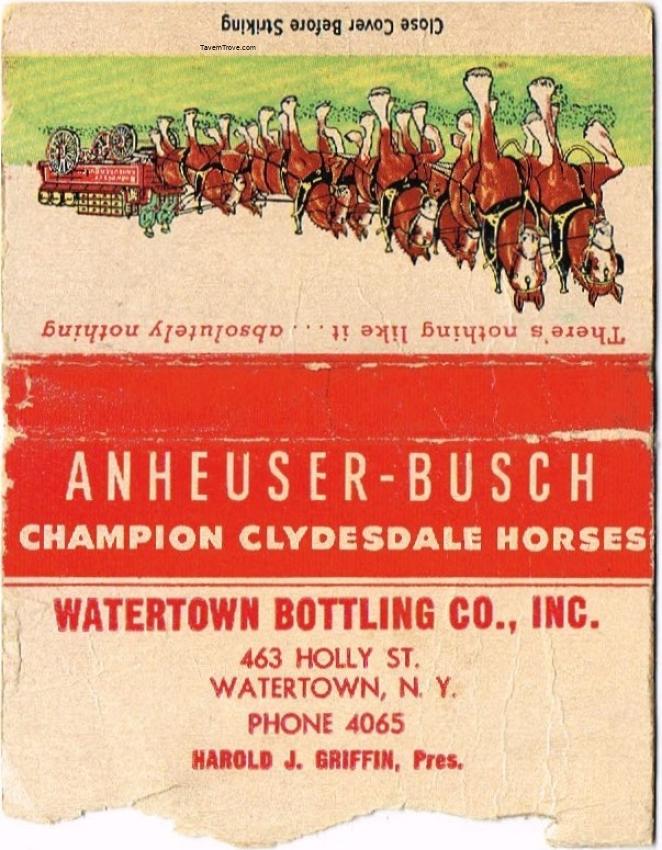 Close Cover Before Striking
TavernTrove.com
There's nothing like it . . . absolutely nothing
ANHEUSER-BUSCH
CHAMPION CLYDESDALE HORSES
WATERTOWN BOTTLING CO., INC.
463 HOLLY ST.
WATERTOWN, N. Y.
PHONE 4065
HAROLD J. GRIFFIN, Pres.